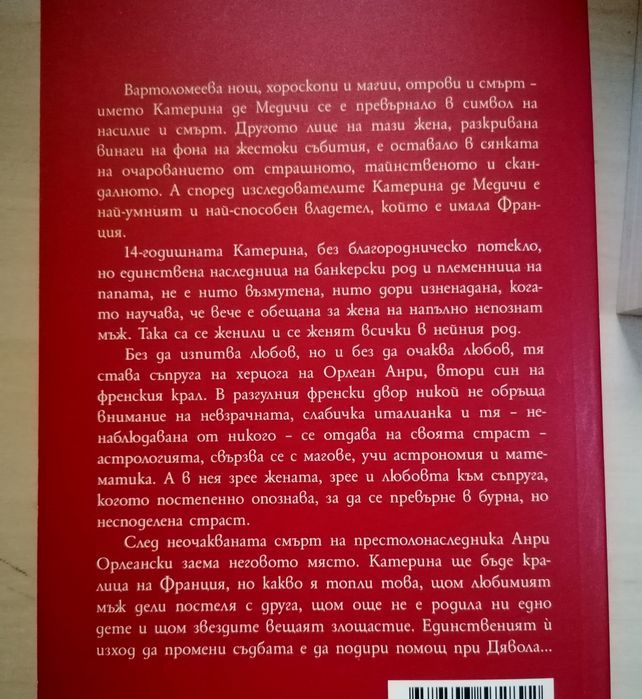 Вартоломеева нощ, хороскопи и магии, отрови и смърт –
името Катерина де Медичи се е превърнало в символ на
насилие и смърт. Другото лице на тази жена, разкривана
винаги на фона на жестоки събития, е оставало в сянката
на очарованието от страшното, тайнственото и скан-
далното. А според изследователите Катерина де Медичи е
най-умният и най-способен владетел, който е имала Фран-
ция.
14-годишната Катерина, без благородническо потекло,
но единствена наследница на банкерски род и племенница на
папата, не е нито възмутена, нито дори изненадана, кога-
то научава, че вече е обещана за жена на напълно непознат
мъж. Така са се женили и се женят всички в нейния род.
Без да изпитва любов, но и без да очаква любов, тя
става съпруга на херцога на Орлеан Анри, втори син на
френския крал. В разгулния френски двор никой не обръща
внимание на невзрачната, слабичка италианка и тя – не-
наблюдавана от никого – се отдава на своята страст –
астрологията, свързва се с магове, учи астрономия и мате-
матика. А в нея зрее жената, зрее и любовта към съпруга,
когото постепенно опознава, за да се превърне в бурна, но
несподелена страст.
След неочакваната смърт на престолонаследника Анри
Орлеански заема неговото място. Катерина ще бъде кра-
лица на Франция, но какво я топли това, щом любимият
мъж дели постеля с друга, щом още не е родила ни едно
дете и щом звездите вещаят злощастие. Единственият ѝ
изход да промени съдбата е да подири помощ при Дявола...